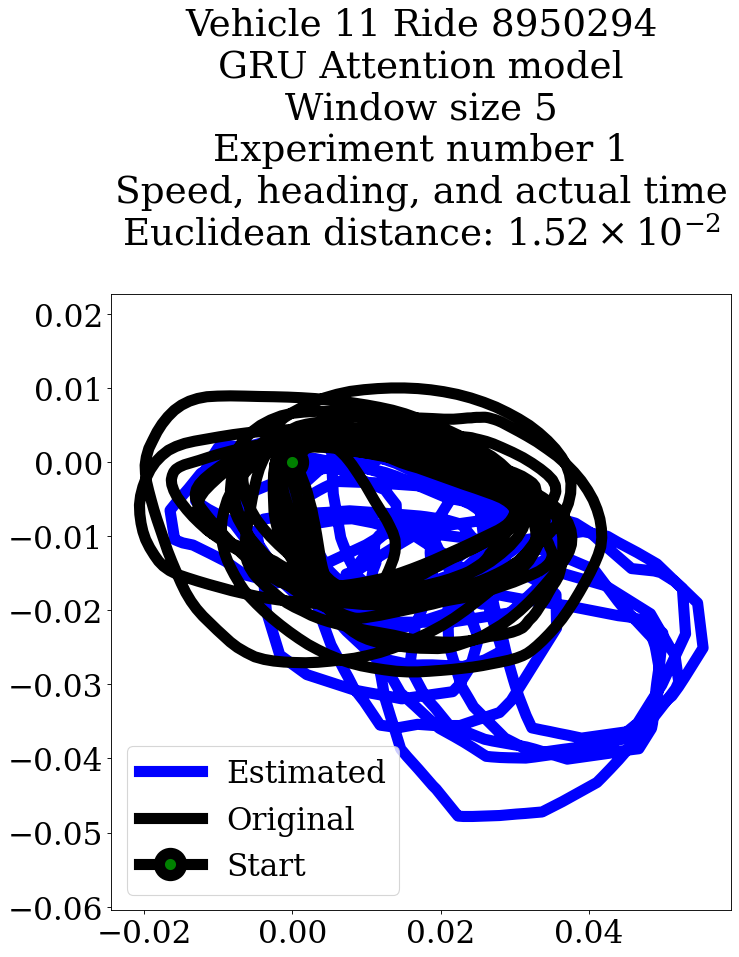 Vehicle 11 Ride 8950294
GRU Attention model
Window size 5
Experiment number 1
Speed, heading, and actual time
Euclidean distance: 1.52 × 10⁻²
0.02
0.01
0.00
−0.01
−0.02
−0.03
−0.04
−0.05
−0.06
Estimated
Original
Start
−0.02 0.00 0.02 0.04